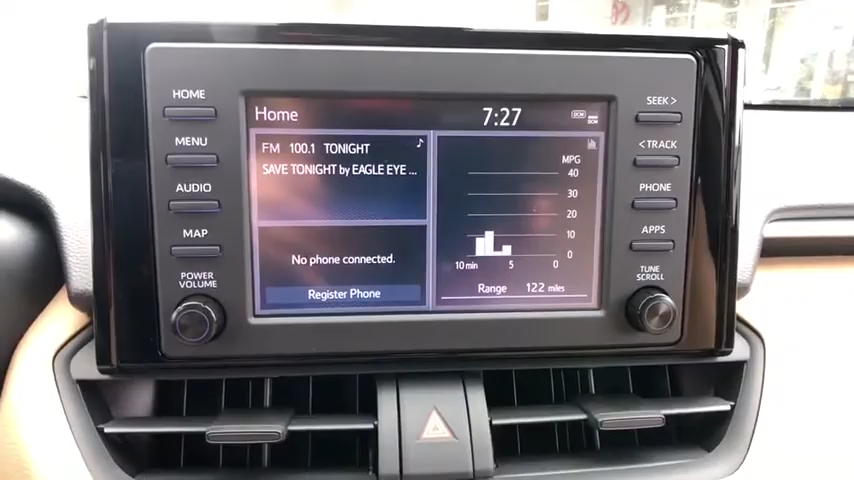 HOME
MENU
AUDIO
MAP
POWER
VOLUME
Home
7:27
DCM
FM 100.1 TONIGHT
SAVE TONIGHT by EAGLE EYE ...
No phone connected.
Register Phone
MPG
40
30
20
10
0
10 min 5 0
Range 122 miles
SEEK >
< TRACK
PHONE
APPS
TUNE
SCROLL